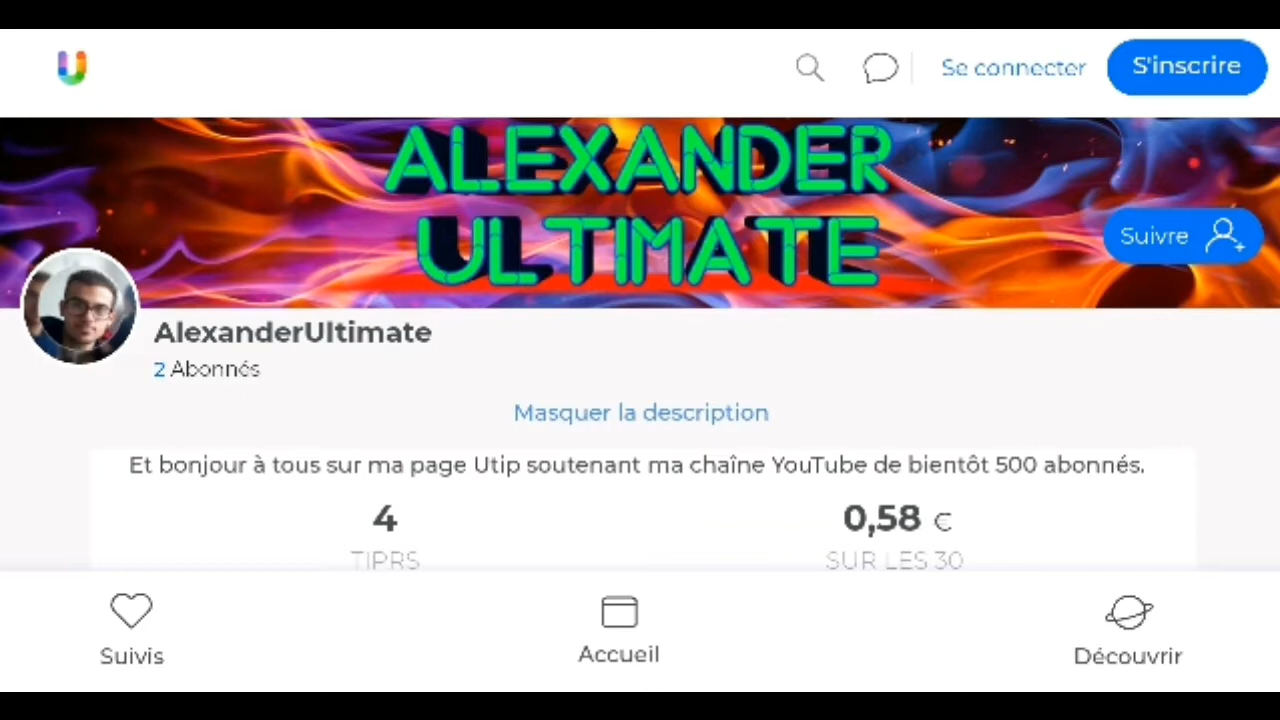 Se connecter
S'inscrire
ALEXANDER
ULTIMATE
Suivre
AlexanderUltimate
2 Abonnés
Masquer la description
Et bonjour à tous sur ma page Utip soutenant ma chaîne YouTube de bientôt 500 abonnés.
4
0,58 €
TIPRS
SUR LES 30
Suivis
Accueil
Découvrir